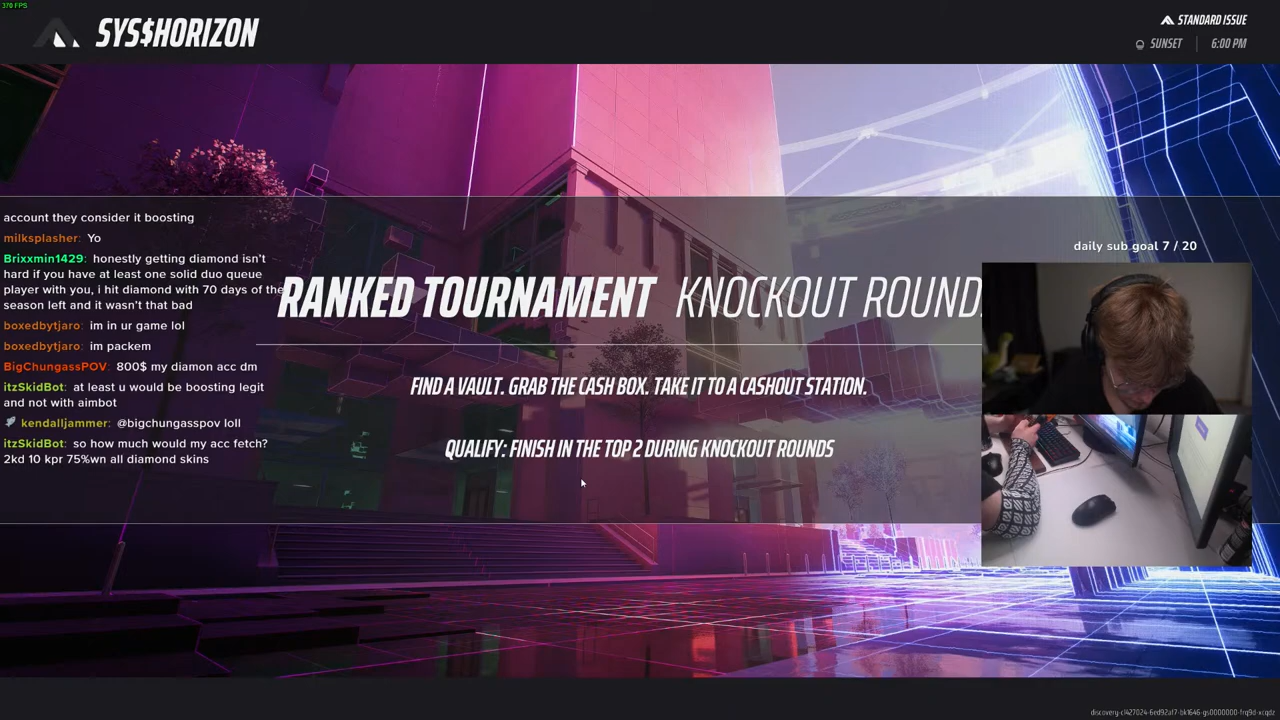 370 FPS
SYS$HORIZON
STANDARD ISSUE
SUNSET
6:00 PM
account they consider it boosting
milksplasher: Yo
Brixxmin1429: honestly getting diamond isn't
hard if you have at least one solid duo queue
player with you, i hit diamond with 70 days of the
season left and it wasn't that bad
boxedbytjaro: im in ur game lol
boxedbytjaro: im packem
BigChungassPOV: 800$ my diamon acc dm
itzSkidBot: at least u would be boosting legit
and not with aimbot
kendalljammer: @bigchungasspov loll
itzSkidBot: so how much would my acc fetch?
2kd 10 kpr 75%wn all diamond skins
RANKED TOURNAMENT KNOCKOUT ROUND
FIND A VAULT. GRAB THE CASH BOX. TAKE IT TO A CASHOUT STATION.
QUALIFY: FINISH IN THE TOP 2 DURING KNOCKOUT ROUNDS
daily sub goal 7 / 20